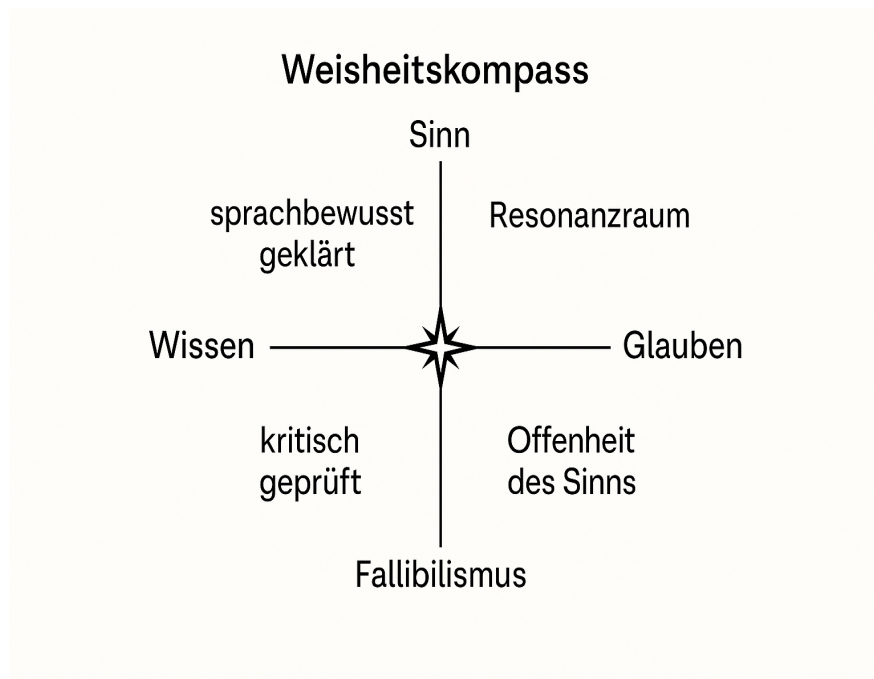 Weisheitskompass
Sinn
sprachbewusst
geklärt
Resonanzraum
Wissen
Glauben
kritisch
geprüft
Offenheit
des Sinns
Fallibilismus